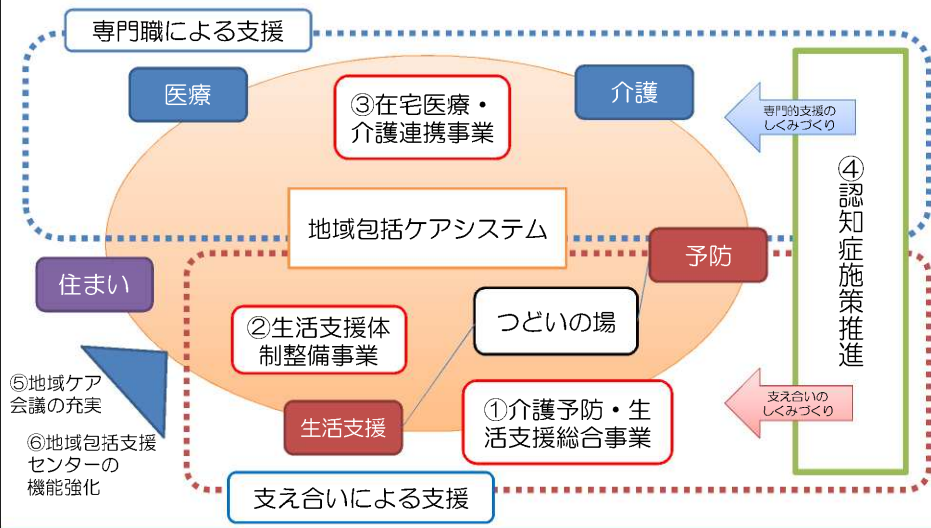 専門職による支援
医療
介護
③在宅医療・
介護連携事業
専門的支援の
しくみづくり
④認知症施策推進
地域包括ケアシステム
予防
住まい
つどいの場
②生活支援体
制整備事業
⑤地域ケア
会議の充実
支え合いの
しくみづくり
生活支援
①介護予防・生
活支援総合事業
⑥地域包括支援
センターの
機能強化
支え合いによる支援